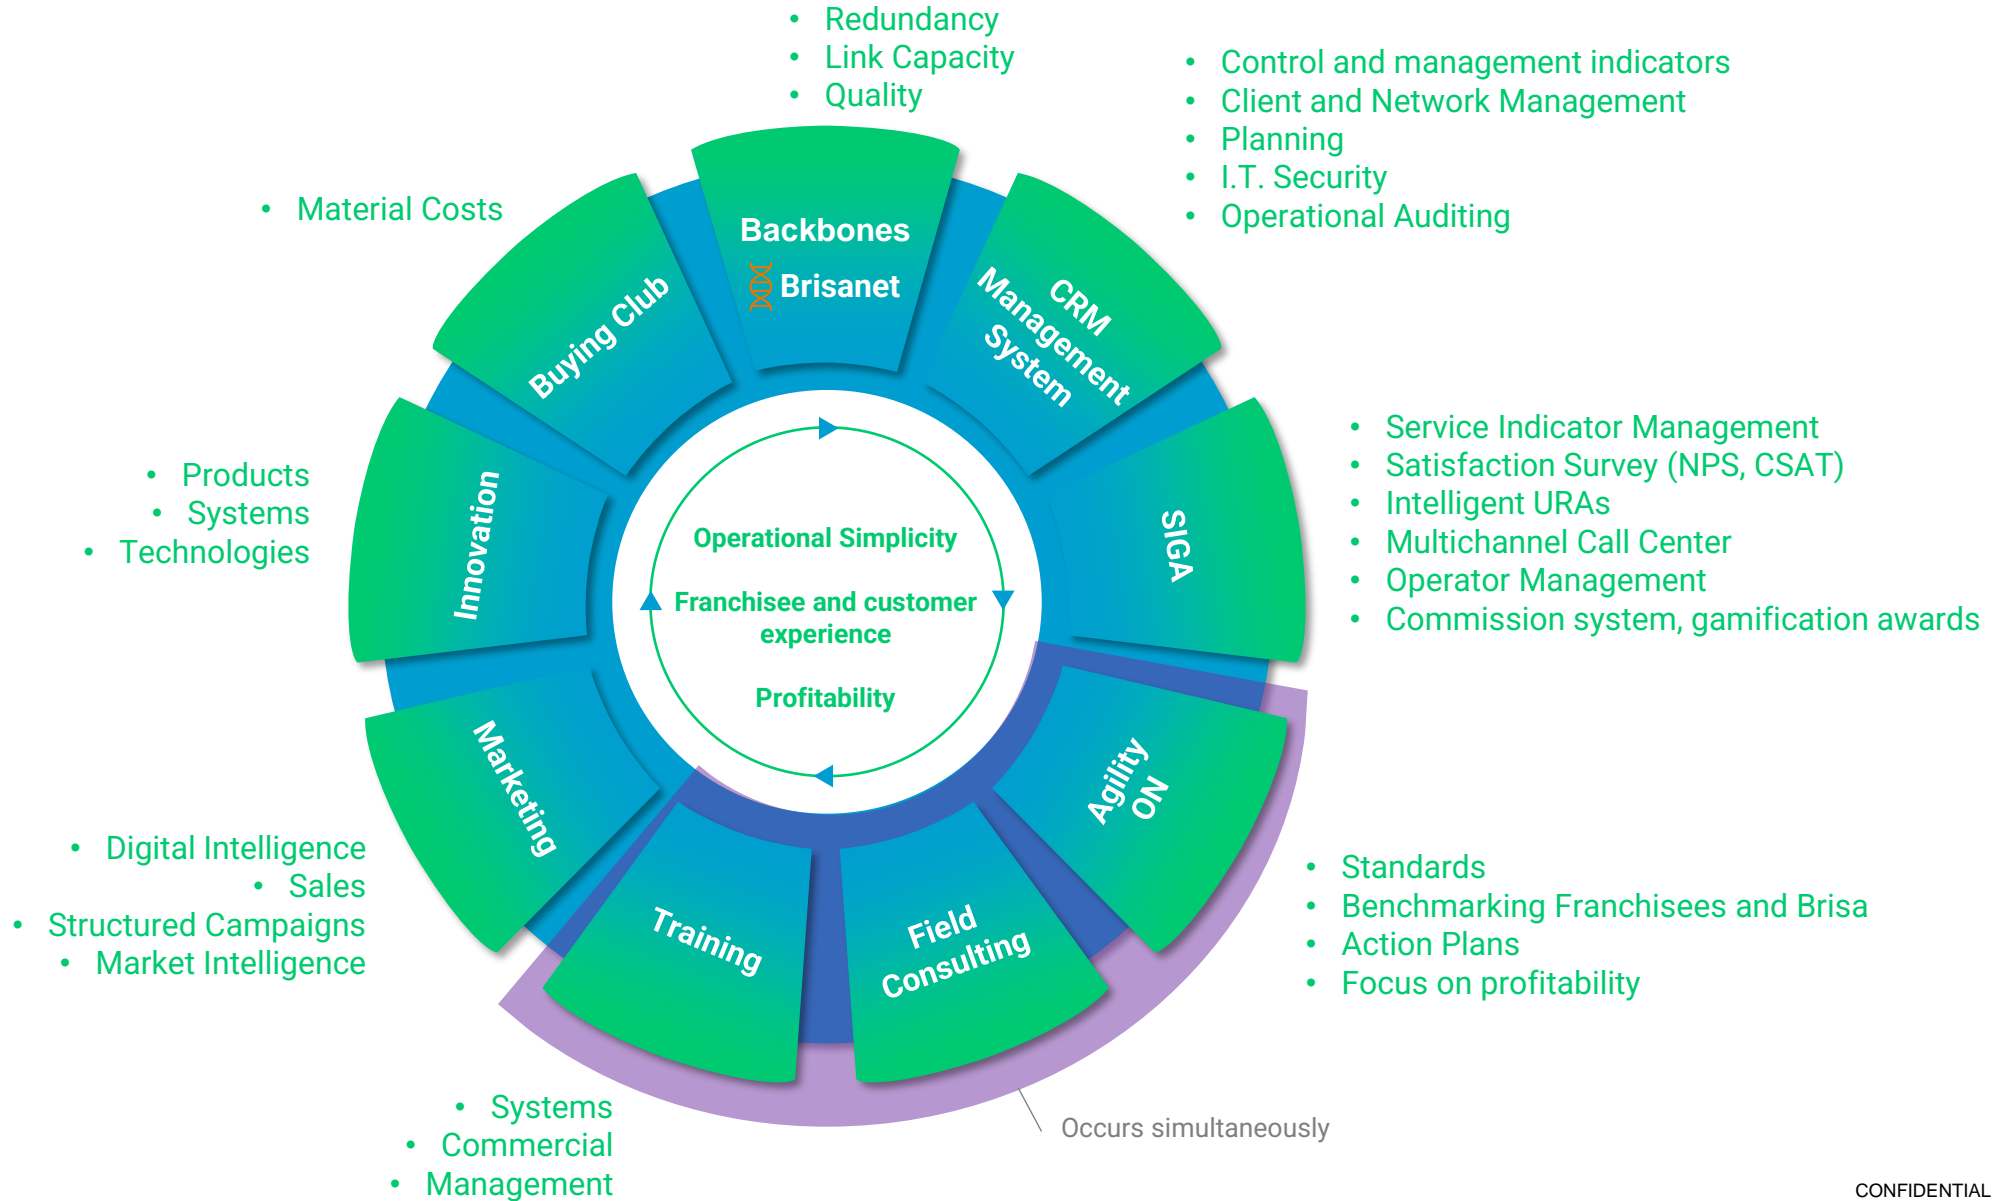 • Redundancy
• Link Capacity
• Quality
• Control and management indicators
• Client and Network Management
• Planning
• I.T. Security
• Operational Auditing
• Material Costs
Backbones
Brisanet
CRM
Management
System
Buying Club
• Service Indicator Management
• Satisfaction Survey (NPS, CSAT)
• Intelligent URAs
• Multichannel Call Center
• Operator Management
• Commission system, gamification awards
• Products
• Systems
• Technologies
Innovation
SIGA
Operational Simplicity
Franchisee and customer
experience
Profitability
Marketing
Agility
ON
• Digital Intelligence
• Sales
• Structured Campaigns
• Market Intelligence
Training
Field
Consulting
• Standards
• Benchmarking Franchisees and Brisa
• Action Plans
• Focus on profitability
• Systems
• Commercial
• Management
Occurs simultaneously
CONFIDENTIAL